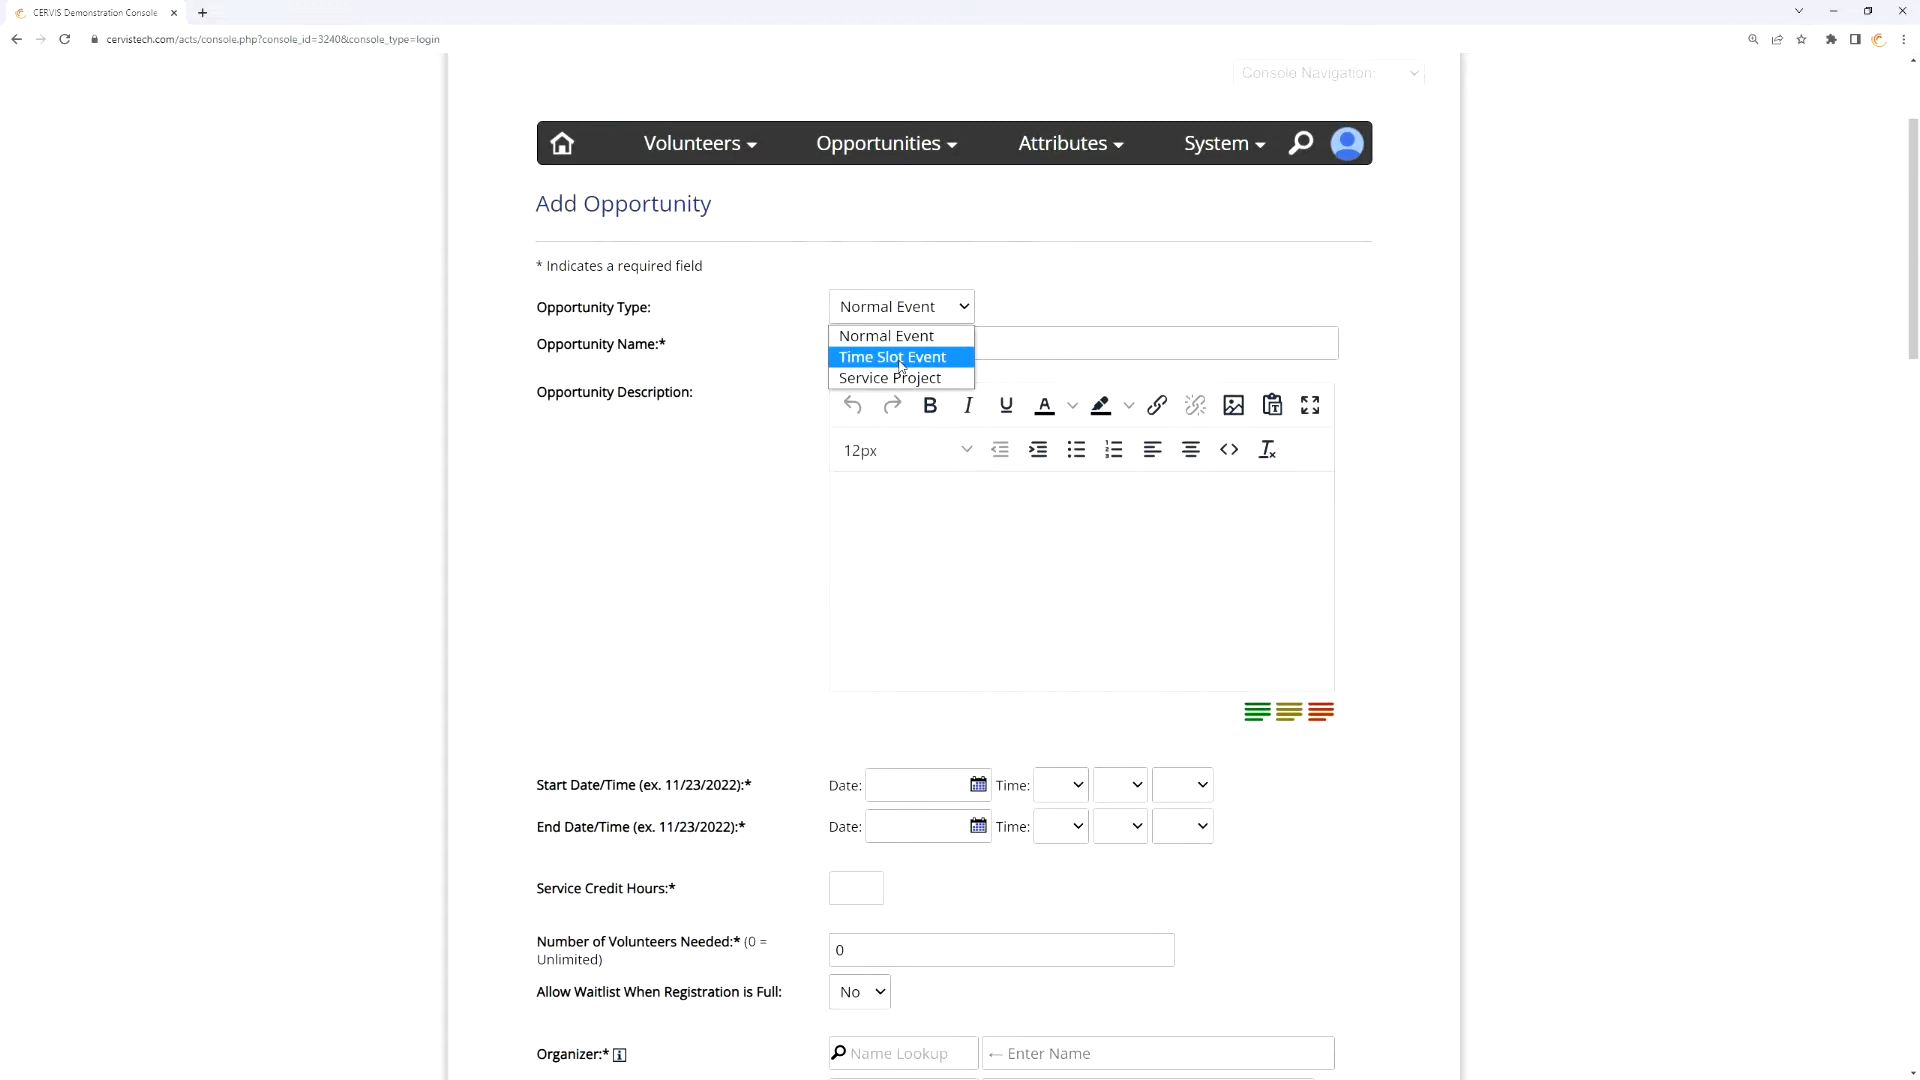 CERVIS Demonstration Console
cervistech.com/acts/console.php?console_id=3240&console_type=login
Console Navigation:
Volunteers
Opportunities
Attributes
System
Add Opportunity
* Indicates a required field
Opportunity Type:
Normal Event
Normal Event
Time Slot Event
Service Project
Opportunity Name:*
Opportunity Description:
12px
Start Date/Time (ex. 11/23/2022):*
Date:
Time:
End Date/Time (ex. 11/23/2022):*
Date:
Time:
Service Credit Hours:*
Number of Volunteers Needed:* (0 =
Unlimited)
0
Allow Waitlist When Registration is Full:
No
Organizer:*
Name Lookup
← Enter Name